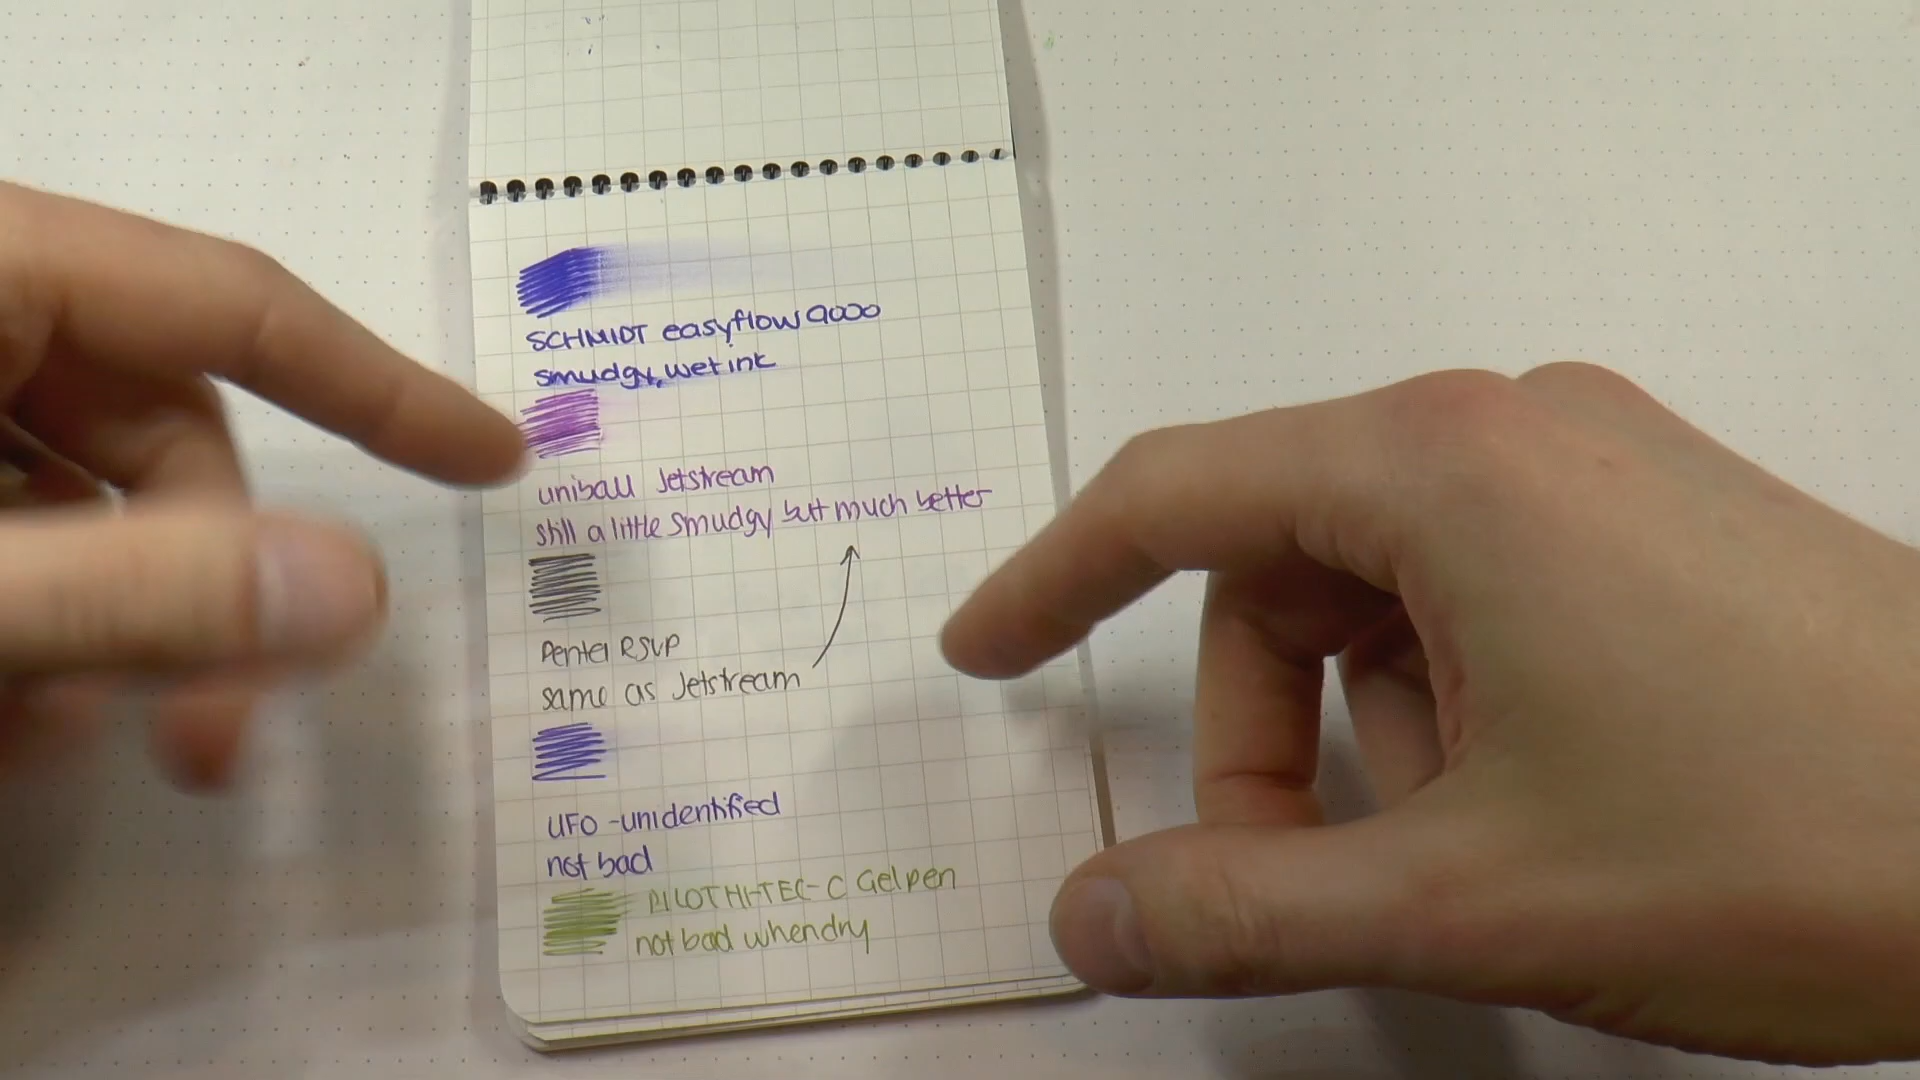 SCHMIDT easyflow 9000
smudgy, wet ink
uniball Jetstream
still a little smudgy but much better
Pentel RSVP
same as Jetstream
UFO - unidentified
not bad
PILOT HI-TEC-C Gelpen
not bad when dry